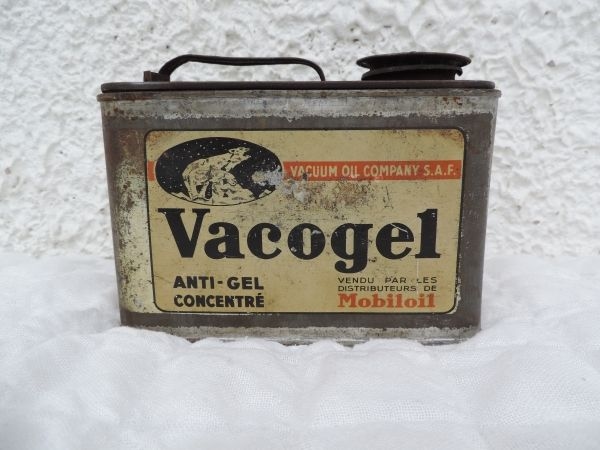 VACUUM OIL COMPANY S.A.F.
Vacogel
ANTI-GEL
CONCENTRÉ
VENDU PAR LES
DISTRIBUTEURS DE
Mobiloil